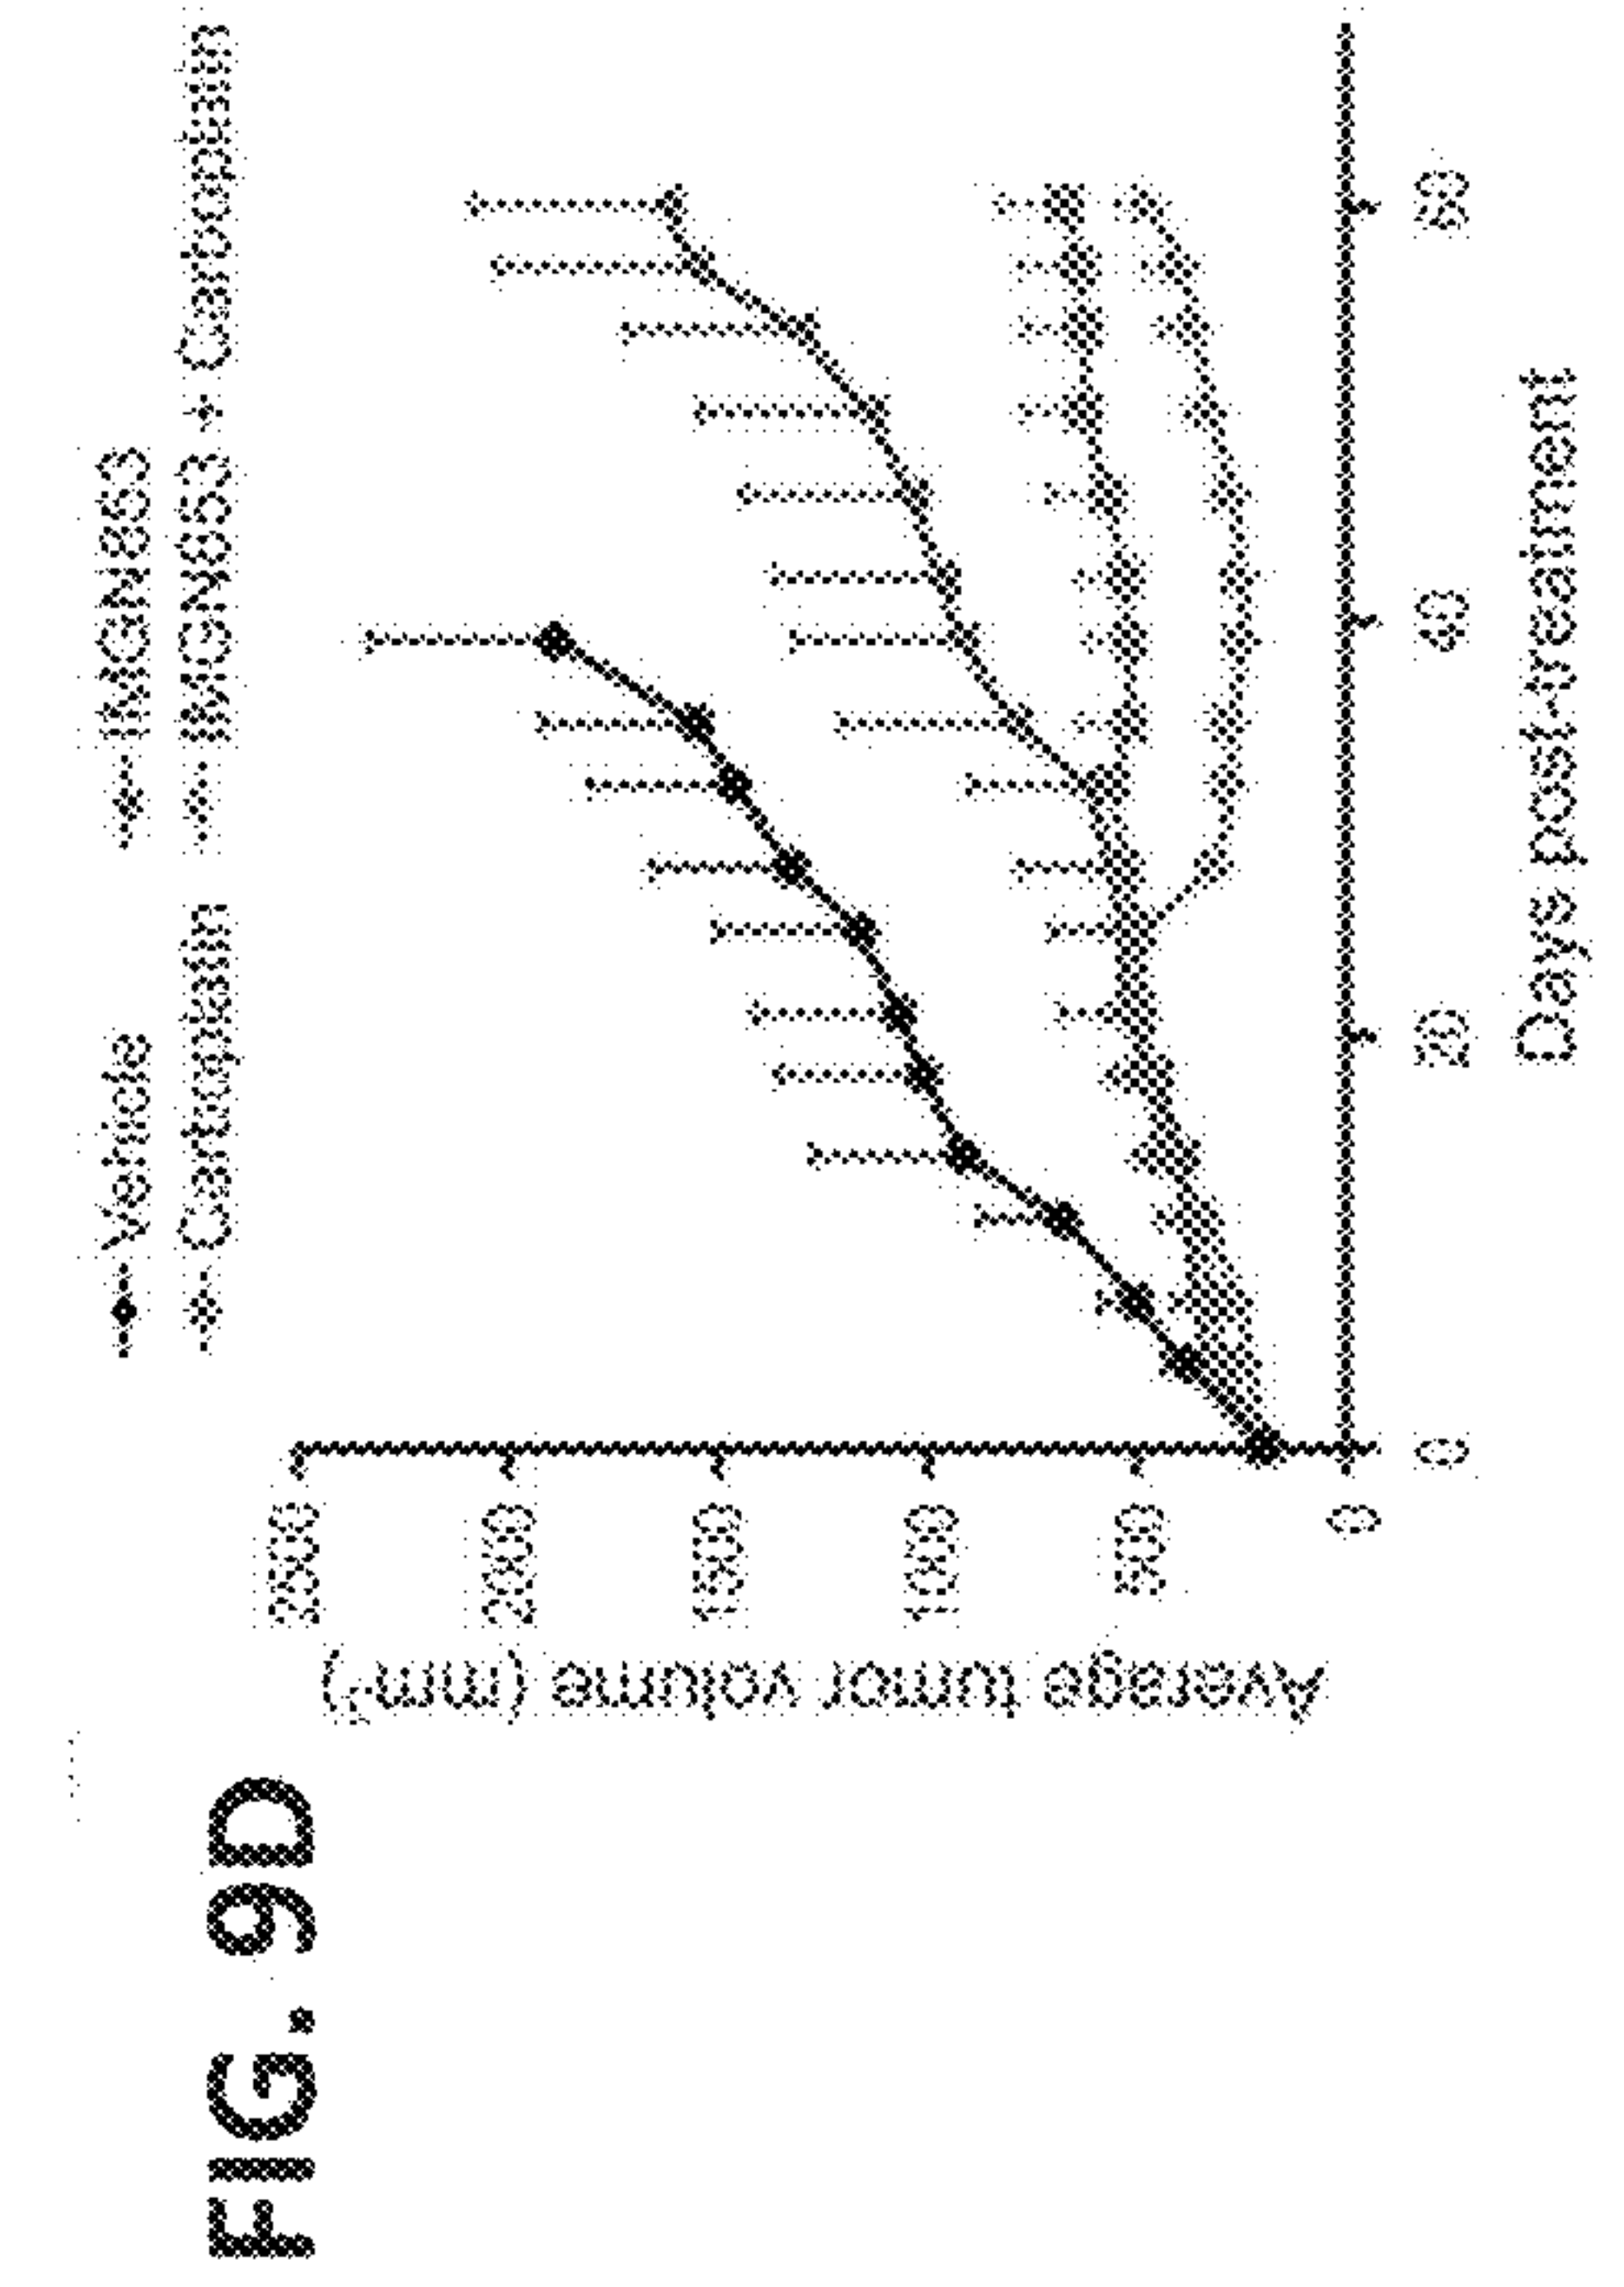 FIG. 9D
Vehicle IMGN853
Carboplatin IMGN853 + Carboplatin
Average tumor volume (mm³)
2500
2000
1500
1000
500
0
0 20 40 60
Days post-treatment